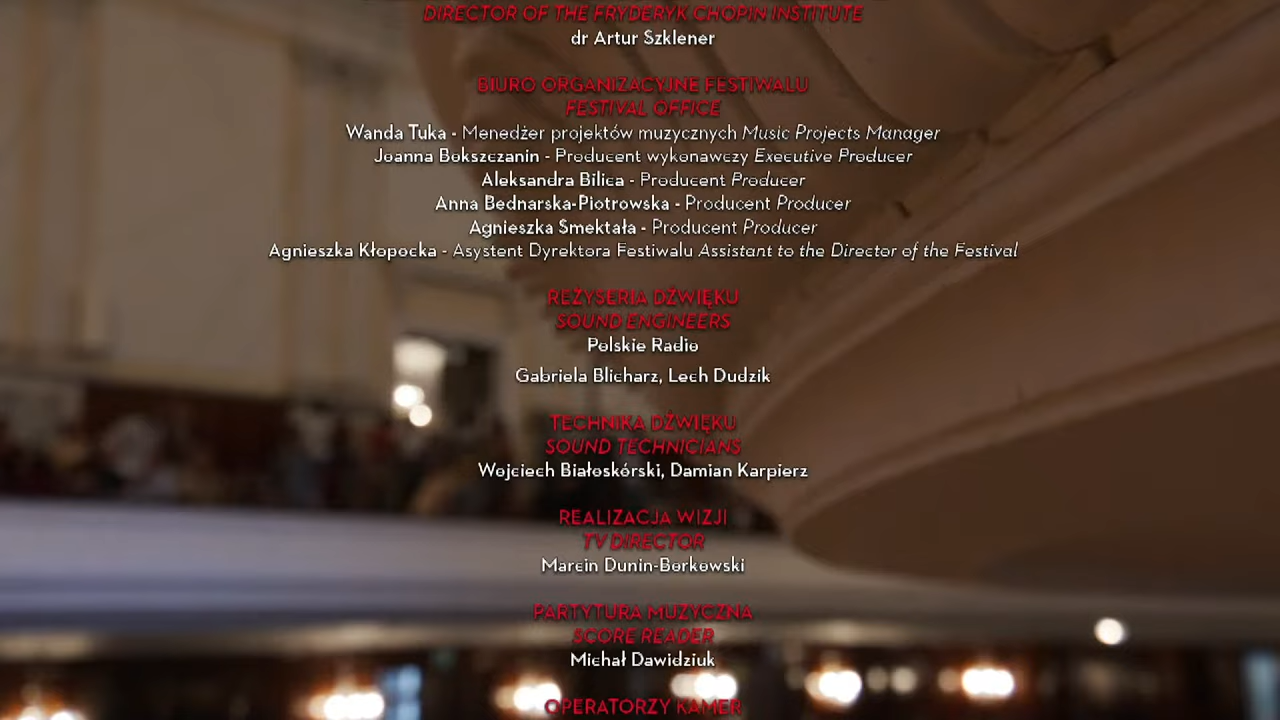 DIRECTOR OF THE FRYDERYK CHOPIN INSTITUTE
dr Artur Szklener
BIURO ORGANIZACYJNE FESTIWALU
FESTIVAL OFFICE
Wanda Tuka - Menedżer projektów muzycznych Music Projects Manager
Joanna Bokszczanin - Producent wykonawczy Executive Producer
Aleksandra Bilica - Producent Producer
Anna Bednarska-Piotrowska - Producent Producer
Agnieszka Smektała - Producent Producer
Agnieszka Kłopocka - Asystent Dyrektora Festiwalu Assistant to the Director of the Festival
REŻYSERIA DŹWIĘKU
SOUND ENGINEERS
Polskie Radio
Gabriela Blicharz, Lech Dudzik
TECHNIKA DŹWIĘKU
SOUND TECHNICIANS
Wojciech Białoskórski, Damian Karpierz
REALIZACJA WIZJI
TV DIRECTOR
Marcin Dunin-Borkowski
PARTYTURA MUZYCZNA
SCORE READER
Michał Dawidziuk
OPERATORZY KAMER